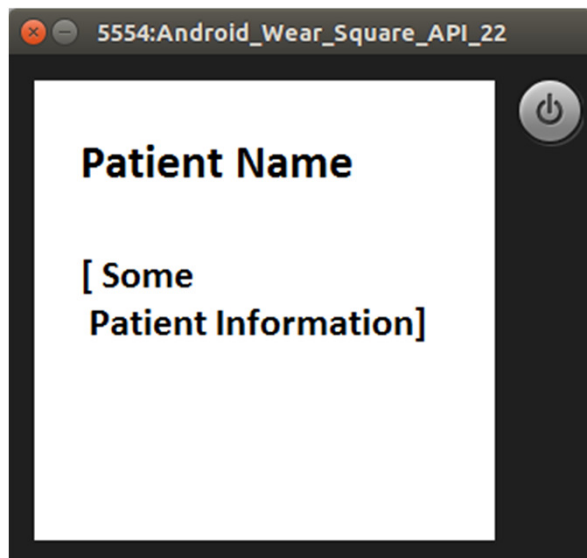 5554:Android_Wear_Square_API_22
Patient Name
[ Some
Patient Information]